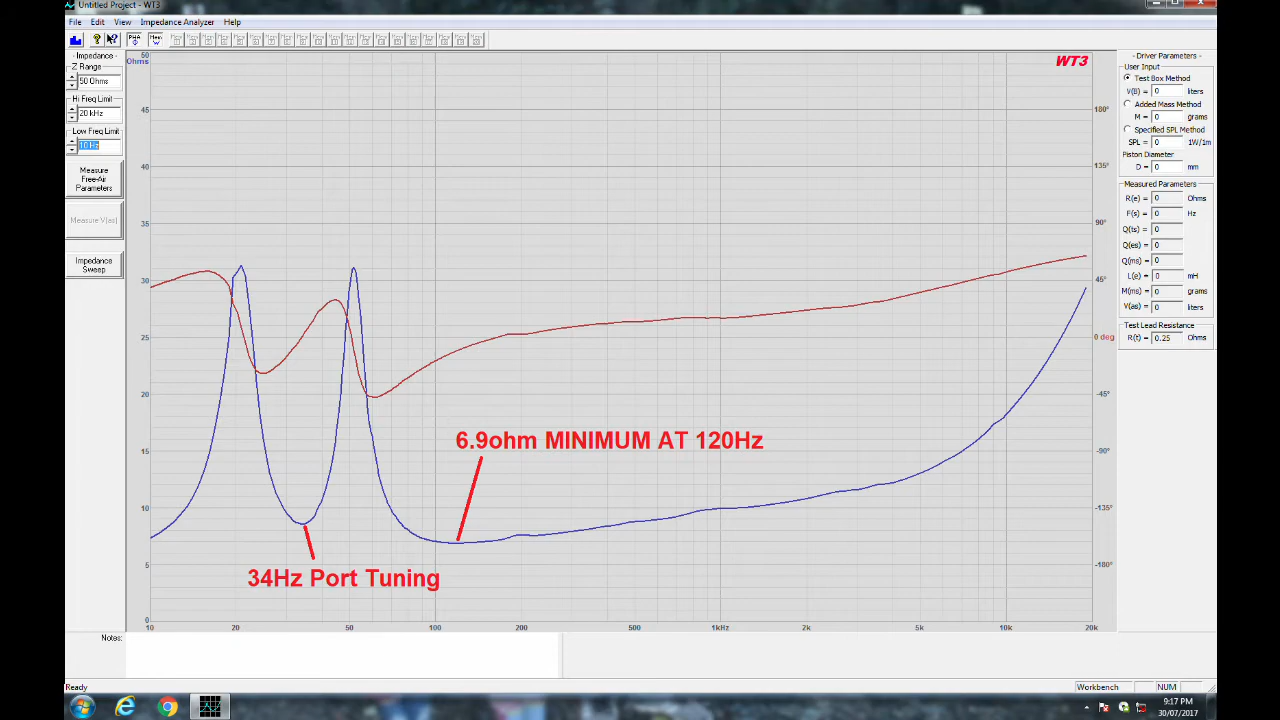 Untitled Project - WT3
File Edit View Impedance Analyzer Help
PHA
- Impedance -
Z Range
50 Ohms
Hi Freq Limit
20 kHz
Low Freq Limit
10 Hz
Measure
Free-Air
Parameters
Measure V(as)
Impedance
Sweep
50
Ohms
45
40
35
30
25
20
15
10
5
0
WT3
180°
135°
90°
45°
0 deg
-45°
-90°
-135°
-180°
6.9ohm MINIMUM AT 120Hz
34Hz Port Tuning
10 20 50 100 200 500 1kHz 2k 5k 10k 20k
- Driver Parameters -
User Input
Test Box Method
V(B) = 0 liters
Added Mass Method
M = 0 grams
Specified SPL Method
SPL = 0 1W/1m
Piston Diameter
D = 0 mm
Measured Parameters
R(e) = 0 Ohms
F(s) = 0 Hz
Q(ts) = 0
Q(es) = 0
Q(ms) = 0
L(e) = 0 mH
M(ms) = 0 grams
V(as) = 0 liters
Test Lead Resistance
R(t) = 0.25 Ohms
Notes:
Ready
Workbench NUM
9:17 PM
30/07/2017